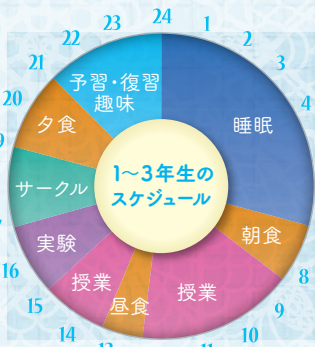 24
1
2
3
4
8
9
10
14
15
16
20
21
22
23
睡眠
朝食
授業
昼食
授業
実験
サークル
夕食
予習・復習
趣味
1～3年生の
スケジュール